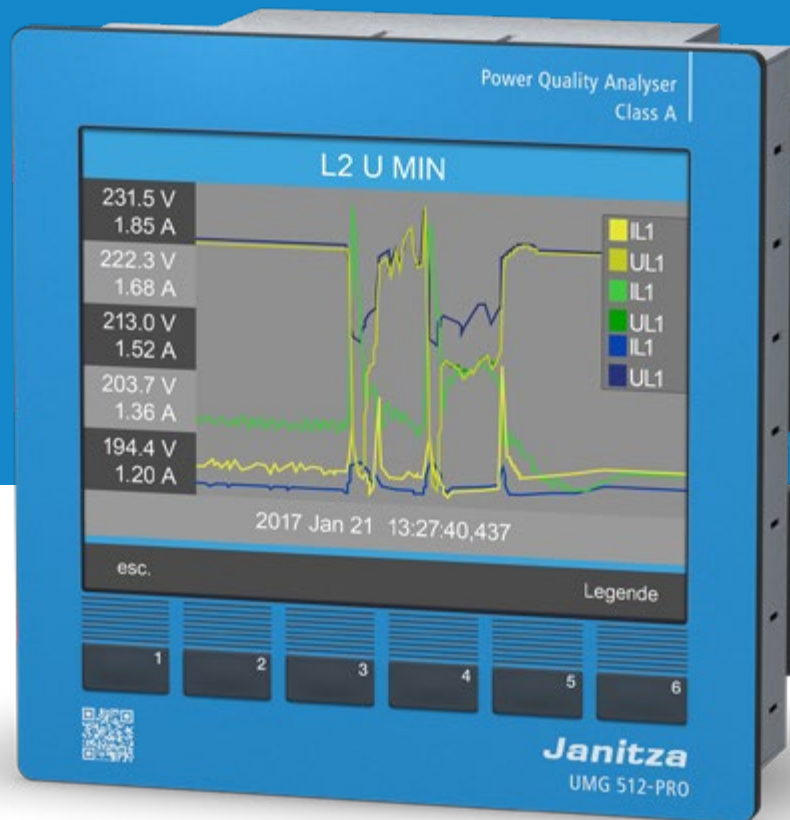 Power Quality Analyser
Class A
L2 U MIN
231.5 V
1.85 A
222.3 V
1.68 A
213.0 V
1.52 A
203.7 V
1.36 A
194.4 V
1.20 A
IL1
UL1
IL1
UL1
IL1
UL1
2017 Jan 21 13:27:40,437
esc.
Legende
1
2
3
4
5
6
Janitza
UMG 512-PRO